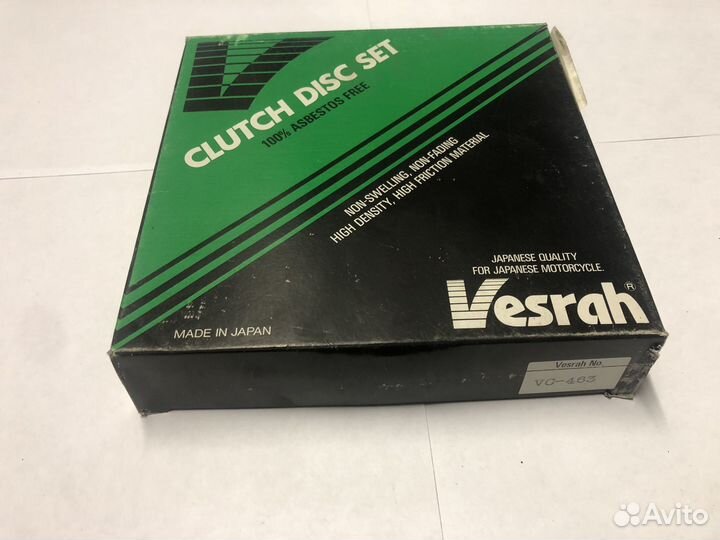 CLUTCH DISC SET
100% ASBESTOS FREE
NON-SWELLING, NON-FADING
HIGH DENSITY, HIGH FRICTION MATERIAL
JAPANESE QUALITY
FOR JAPANESE MOTORCYCLE.
Vesrah®
MADE IN JAPAN
Vesrah No.
VC-463
Avito